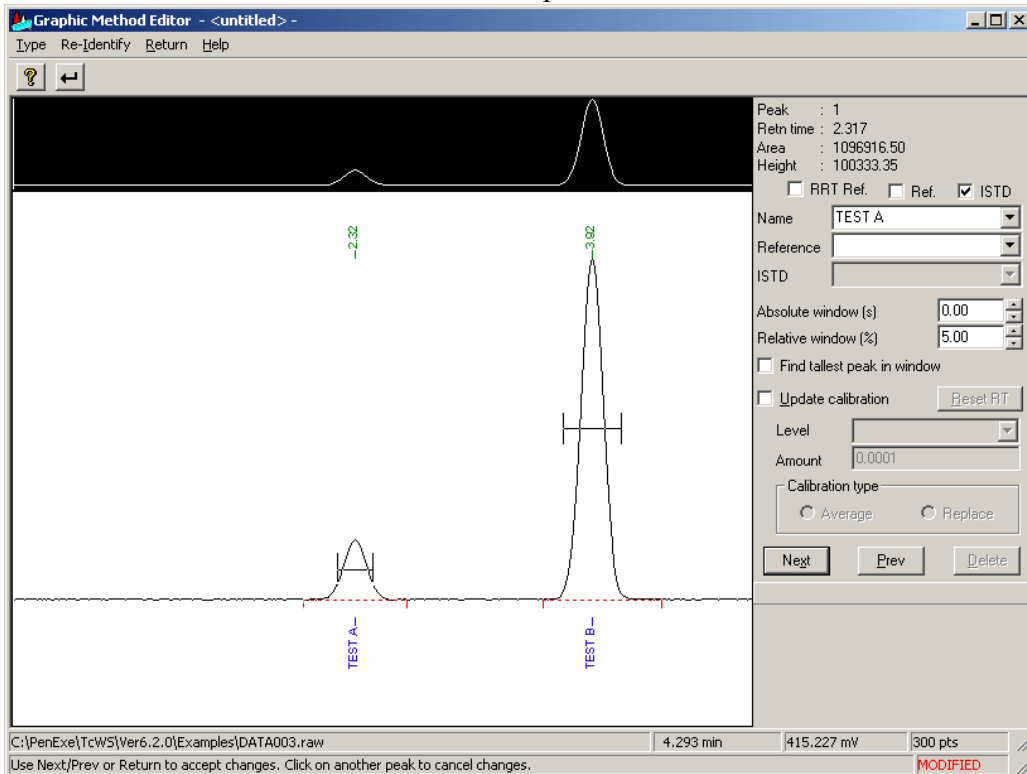 Graphic Method Editor - <untitled> -
Type Re-Identify Return Help
Peak : 1
Retn time : 2.317
Area : 1096916.50
Height : 100333.35
RRT Ref. Ref. ISTD
Name TEST A
Reference
ISTD
Absolute window (s) 0.00
Relative window (%) 5.00
Find tallest peak in window
Update calibration Reset RT
Level
Amount 0.0001
Calibration type
Average Replace
Next Prev Delete
2.32
3.92
TEST A
TEST B
C:\PenExe\TcWS\Ver6.2.0\Examples\DATA003.raw 4.293 min 415.227 mV 300 pts
Use Next/Prev or Return to accept changes. Click on another peak to cancel changes. MODIFIED